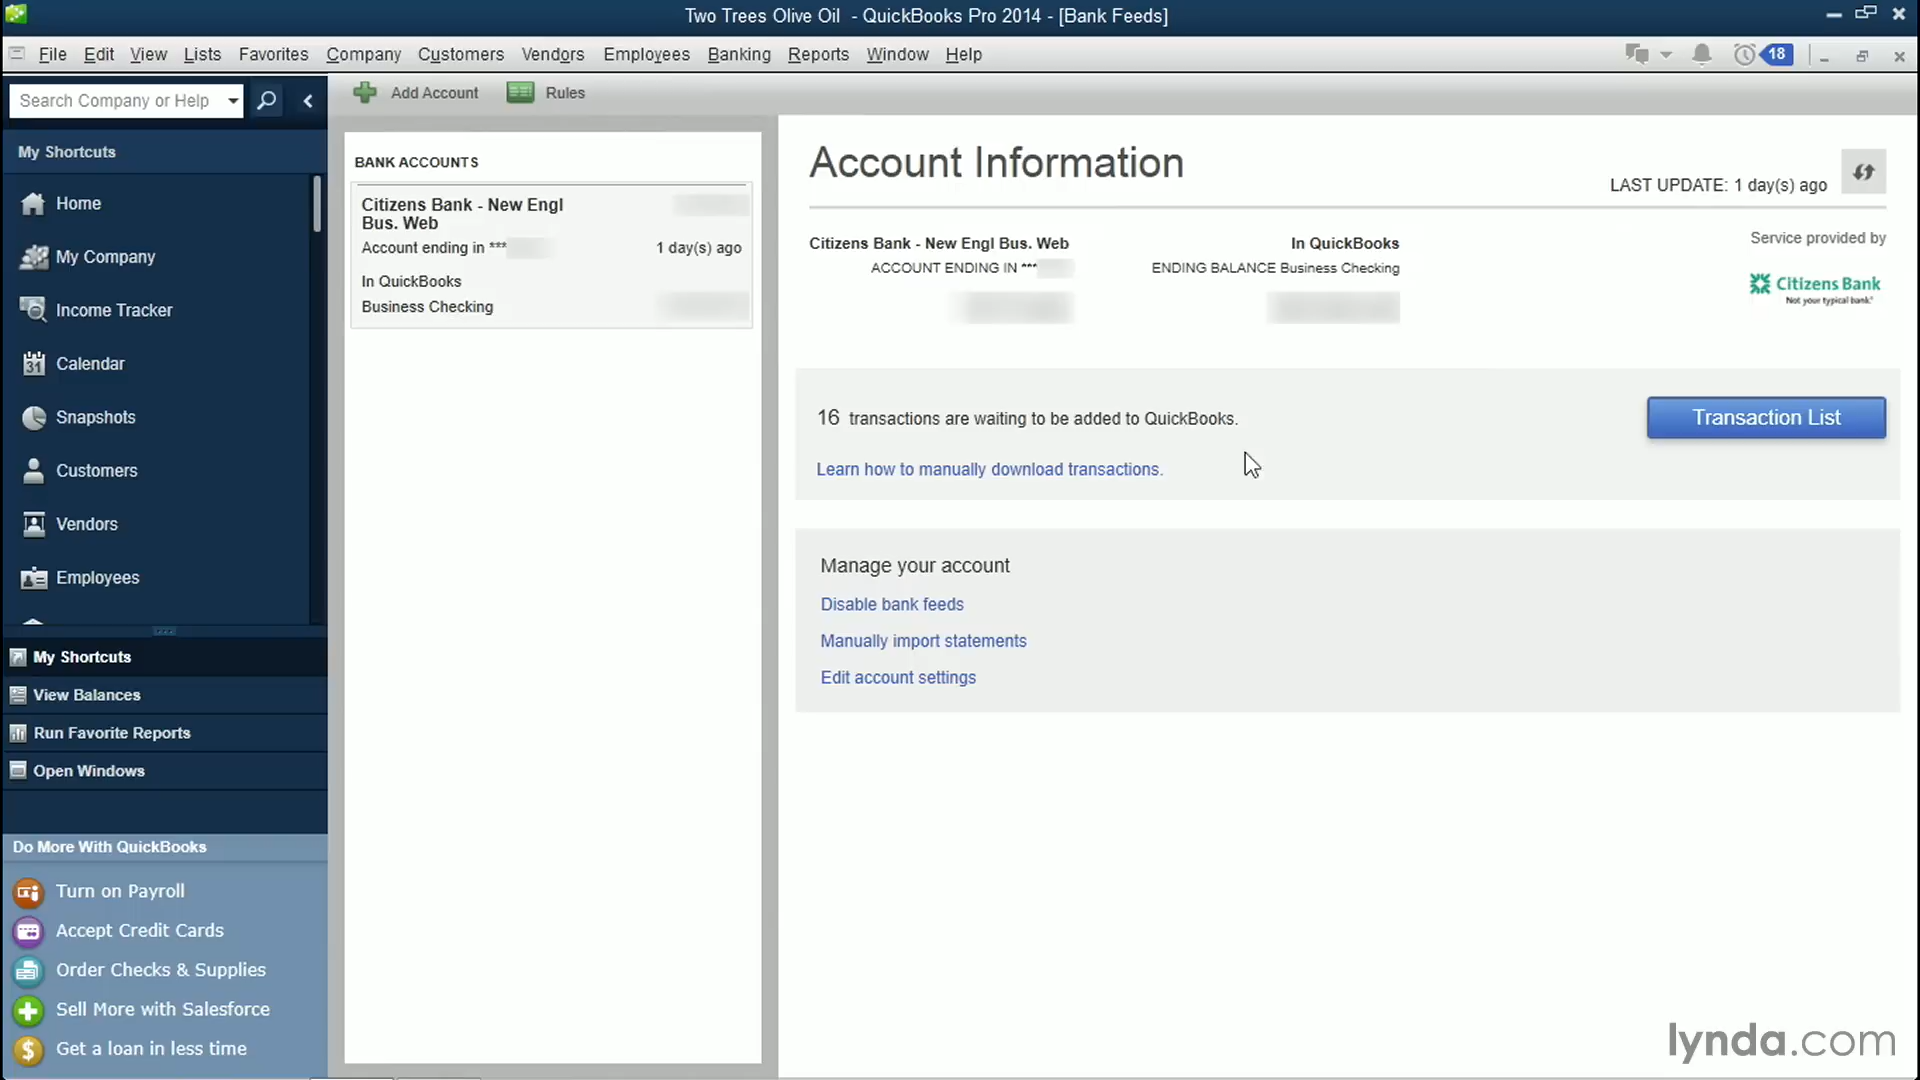 Two Trees Olive Oil - QuickBooks Pro 2014 - [Bank Feeds]
File Edit View Lists Favorites Company Customers Vendors Employees Banking Reports Window Help
18
Search Company or Help
Add Account Rules
My Shortcuts
Home
My Company
Income Tracker
31 Calendar
Snapshots
Customers
Vendors
Employees
My Shortcuts
View Balances
Run Favorite Reports
Open Windows
Do More With QuickBooks
Turn on Payroll
Accept Credit Cards
Order Checks & Supplies
Sell More with Salesforce
$ Get a loan in less time
BANK ACCOUNTS
Citizens Bank - New Engl
Bus. Web
Account ending in *** 1 day(s) ago
In QuickBooks
Business Checking
Account Information
LAST UPDATE: 1 day(s) ago
Citizens Bank - New Engl Bus. Web
ACCOUNT ENDING IN ***
In QuickBooks
ENDING BALANCE Business Checking
Service provided by
Citizens Bank
Not your typical bank.®
16 transactions are waiting to be added to QuickBooks.
Transaction List
Learn how to manually download transactions.
Manage your account
Disable bank feeds
Manually import statements
Edit account settings
lynda.com